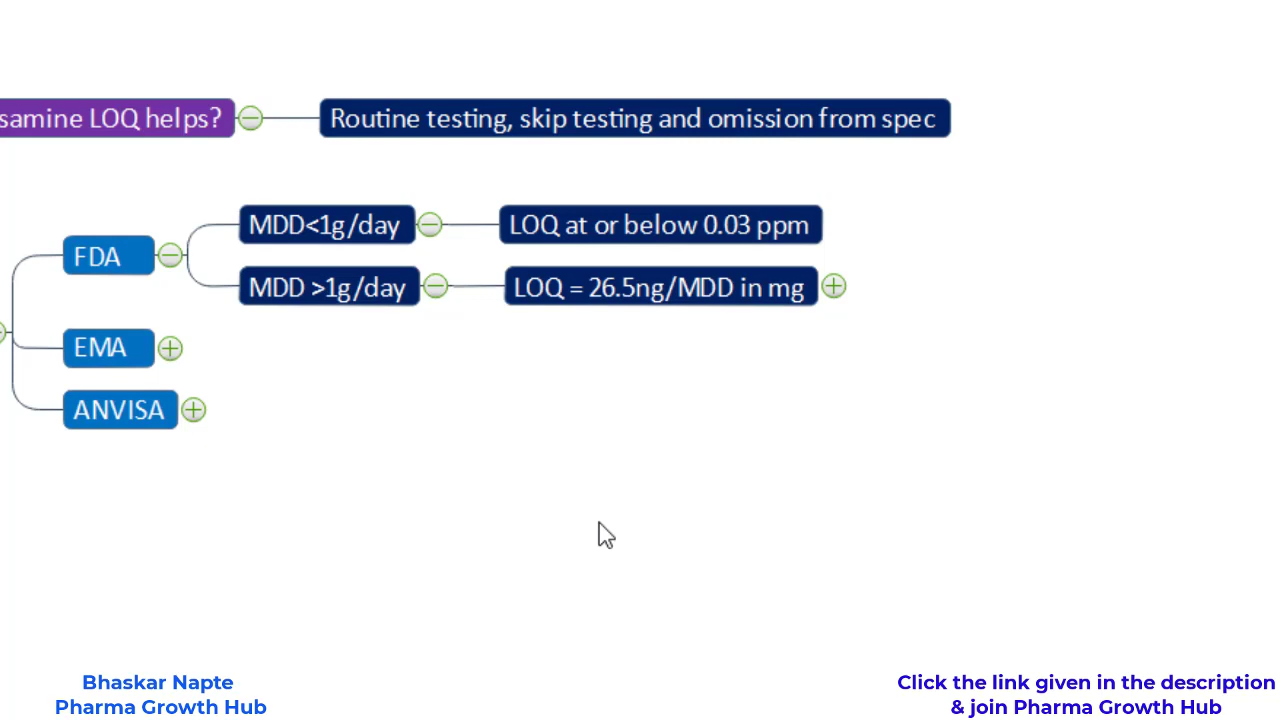 samine LOQ helps?
Routine testing, skip testing and omission from spec
MDD<1g/day
LOQ at or below 0.03 ppm
FDA
MDD >1g/day
LOQ = 26.5ng/MDD in mg
EMA
ANVISA
Bhaskar Napte
Pharma Growth Hub
Click the link given in the description
& join Pharma Growth Hub